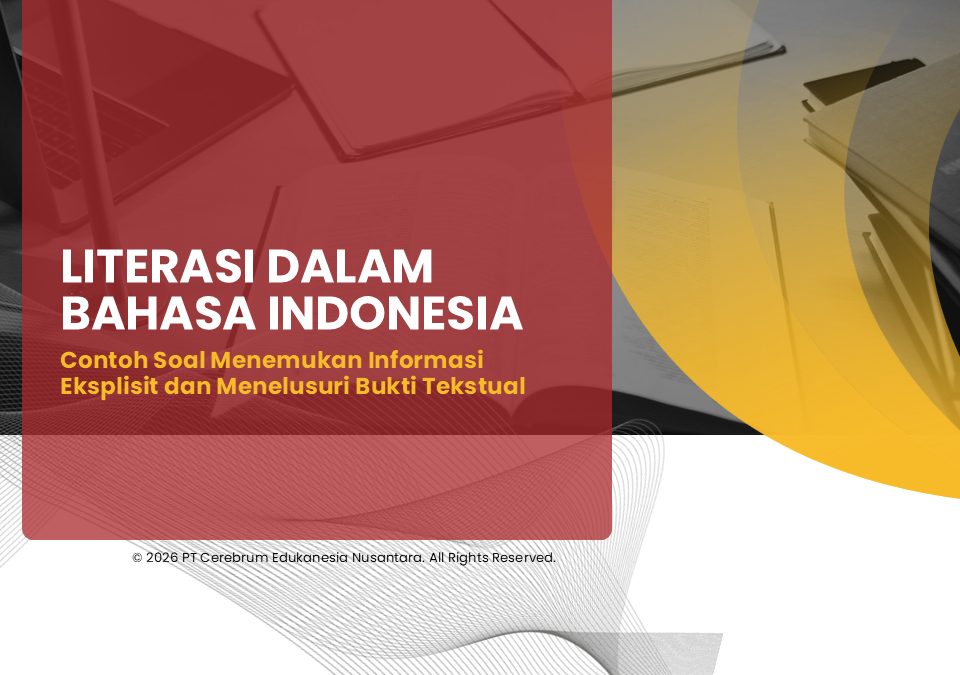 LITERASI DALAM
BAHASA INDONESIA
Contoh Soal Menemukan Informasi
Eksplisit dan Menelusuri Bukti Tekstual
© 2026 PT Cerebrum Edukanesia Nusantara. All Rights Reserved.